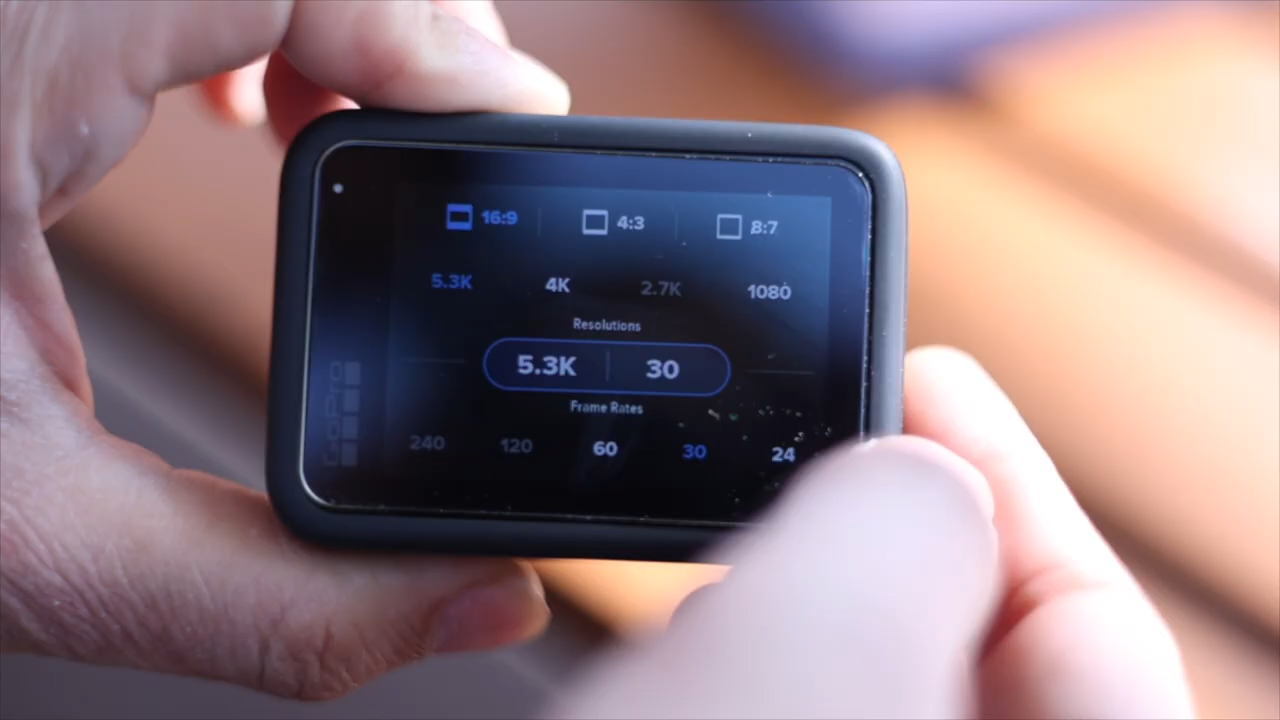 16:9 4:3 8:7
5.3K 4K 2.7K 1080
Resolutions
5.3K 30
Frame Rates
240 120 60 30 24
GoPro